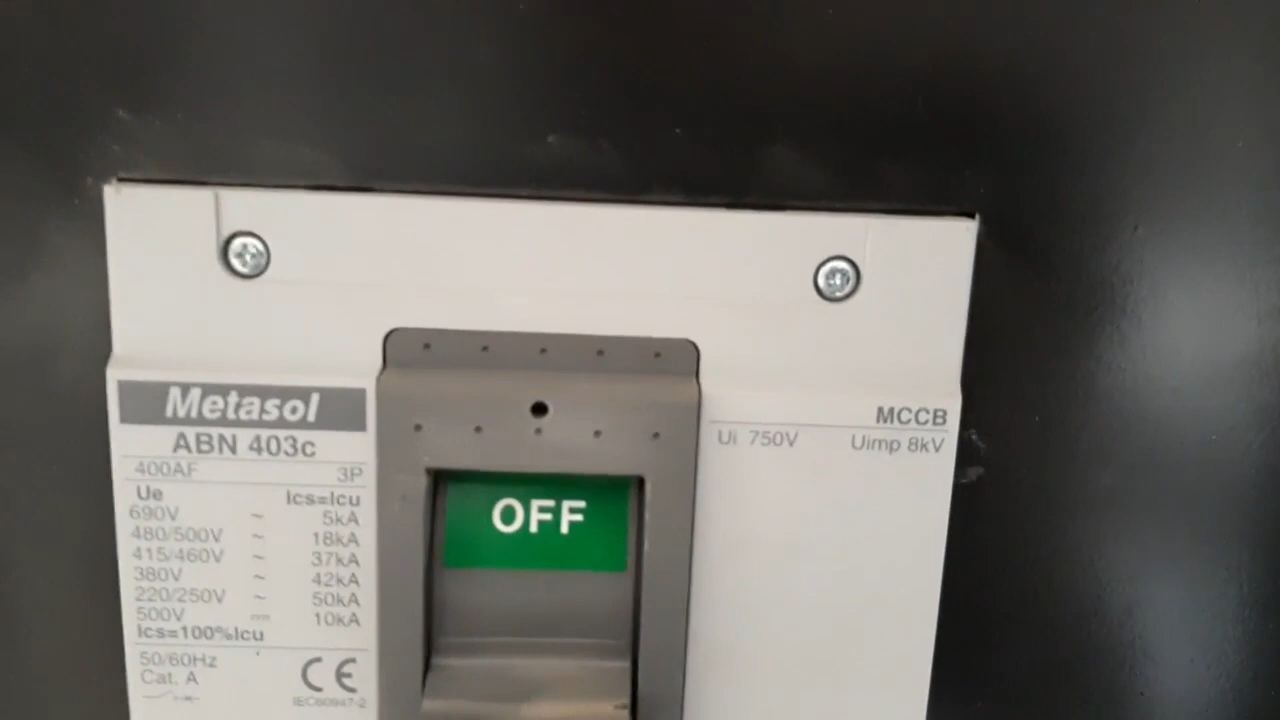 Metasol
ABN 403c
400AF 3P
Ue Ics=Icu
690V ~ 5kA
480/500V ~ 18kA
415/460V ~ 37kA
380V ~ 42kA
220/250V ~ 50kA
500V ⎓ 10kA
Ics=100%Icu
50/60Hz
Cat. A
CE
IEC60947-2
OFF
MCCB
Ui 750V Uimp 8kV